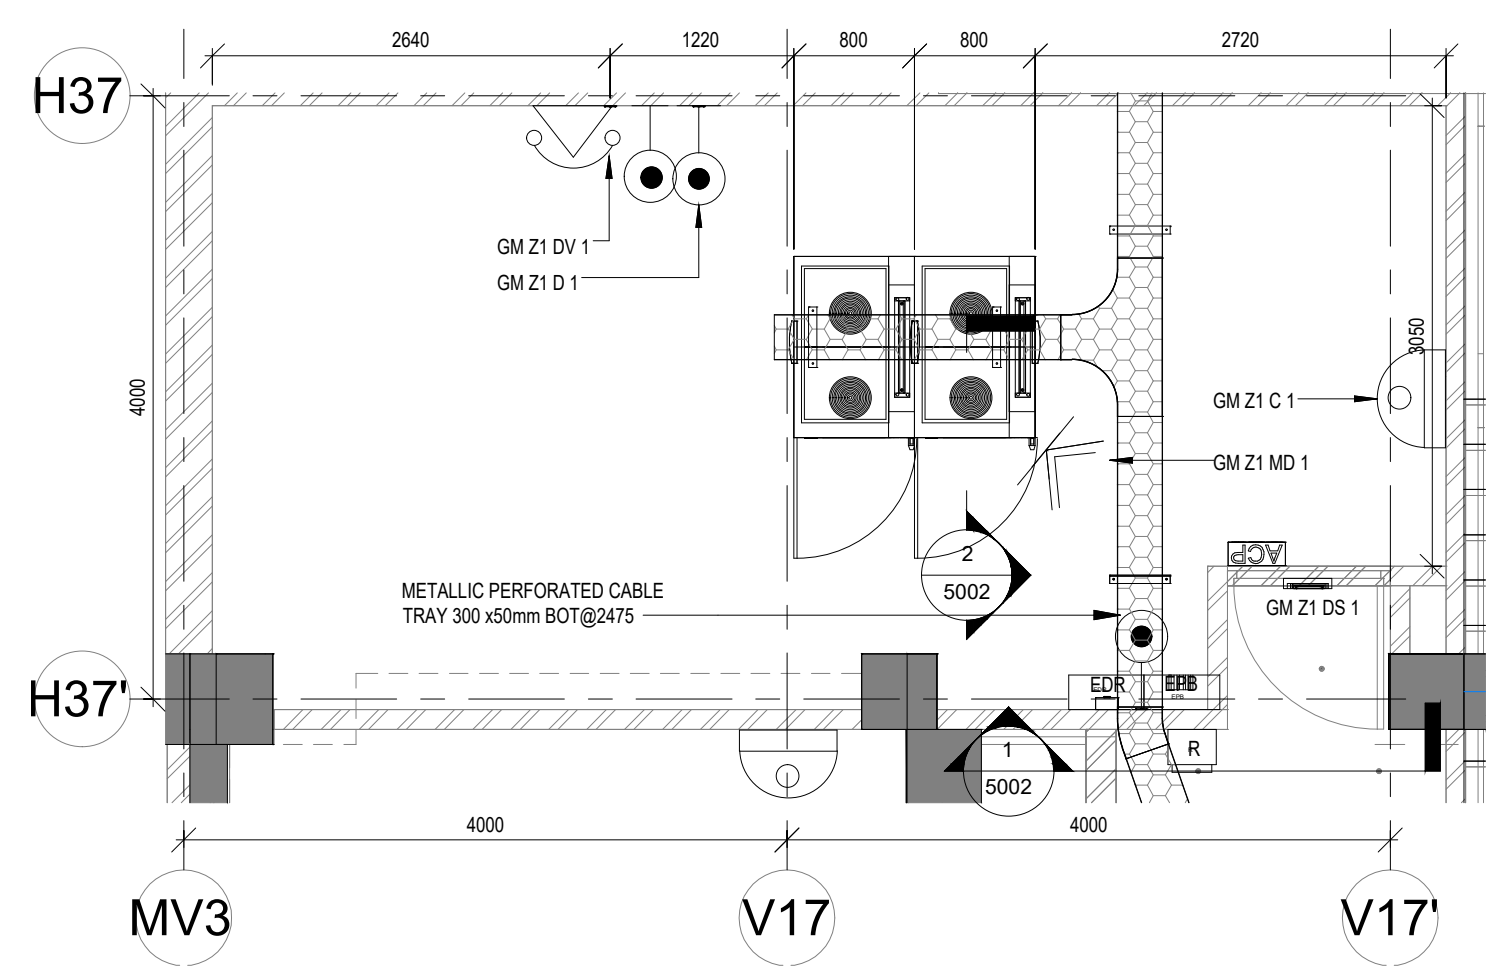 2640 1220 800 800 2720
H37
GM Z1 DV 1
GM Z1 D 1
3050
4000
GM Z1 C 1
GM Z1 MD 1
2
5002
ACP
METALLIC PERFORATED CABLE
TRAY 300 x50mm BOT@2475
GM Z1 DS 1
H37'
EDR
EPB
1
5002
R
4000 4000
MV3 V17 V17'